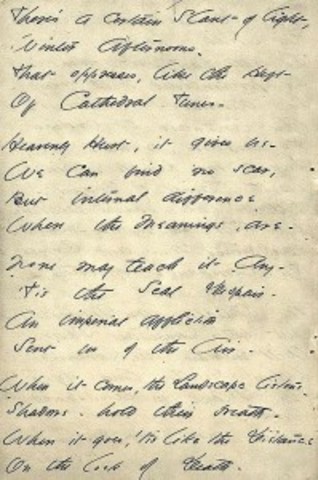 There's a certain Slant of light,
Winter Afternoons.
That oppresses, like the Heft
Of Cathedral Tunes.
Heavenly Hurt, it gives us-
We can find no scar,
But internal difference
When the Meanings, are.
None may teach it Any-
'Tis the Seal Despair-
An imperial affliction
Sent us of the Air.
When it comes, the Landscape listens
Shadows hold their breath.
When it goes, 'tis like the Distance
On the look of Death.